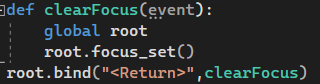 def clearFocus(event):
    global root
    root.focus_set()
root.bind("<Return>",clearFocus)